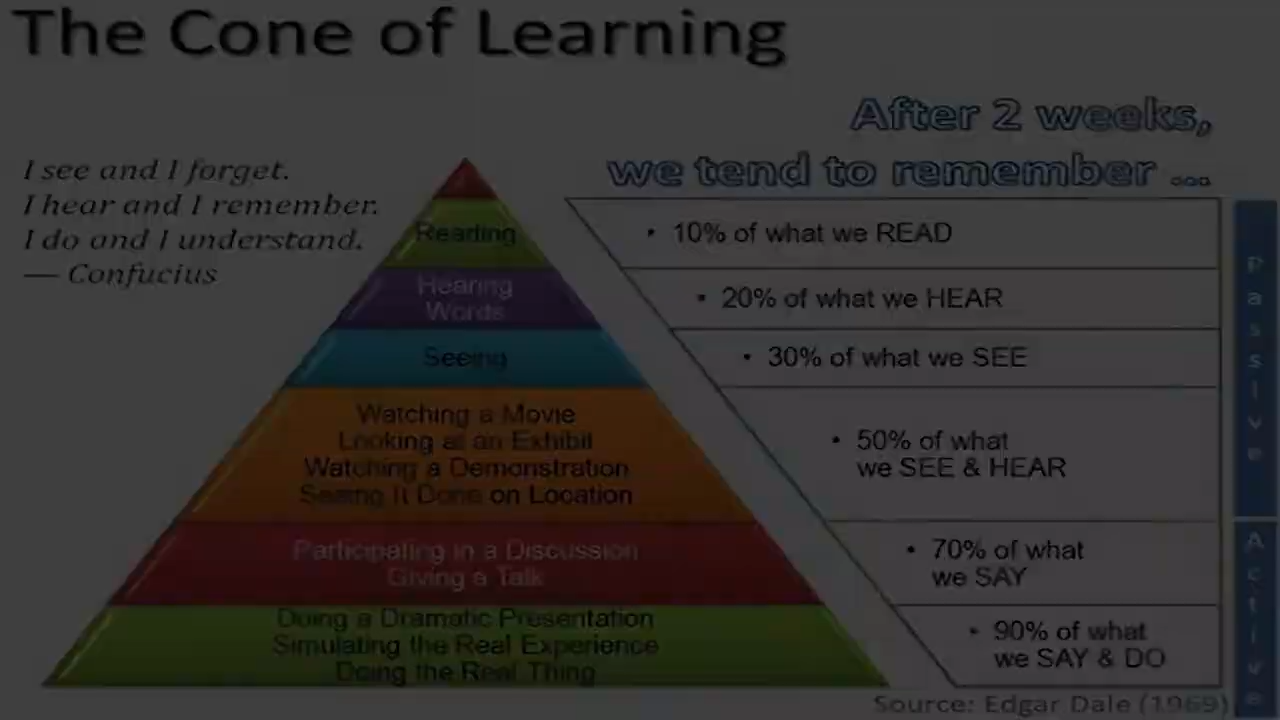 The Cone of Learning
After 2 weeks,
we tend to remember ...
I see and I forget.
I hear and I remember.
I do and I understand.
— Confucius
Reading
Hearing
Words
Seeing
Watching a Movie
Looking at an Exhibit
Watching a Demonstration
Seeing It Done on Location
Participating in a Discussion
Giving a Talk
Doing a Dramatic Presentation
Simulating the Real Experience
Doing the Real Thing
• 10% of what we READ
• 20% of what we HEAR
• 30% of what we SEE
• 50% of what
we SEE & HEAR
• 70% of what
we SAY
• 90% of what
we SAY & DO
Passive
Active
Source: Edgar Dale (1969)